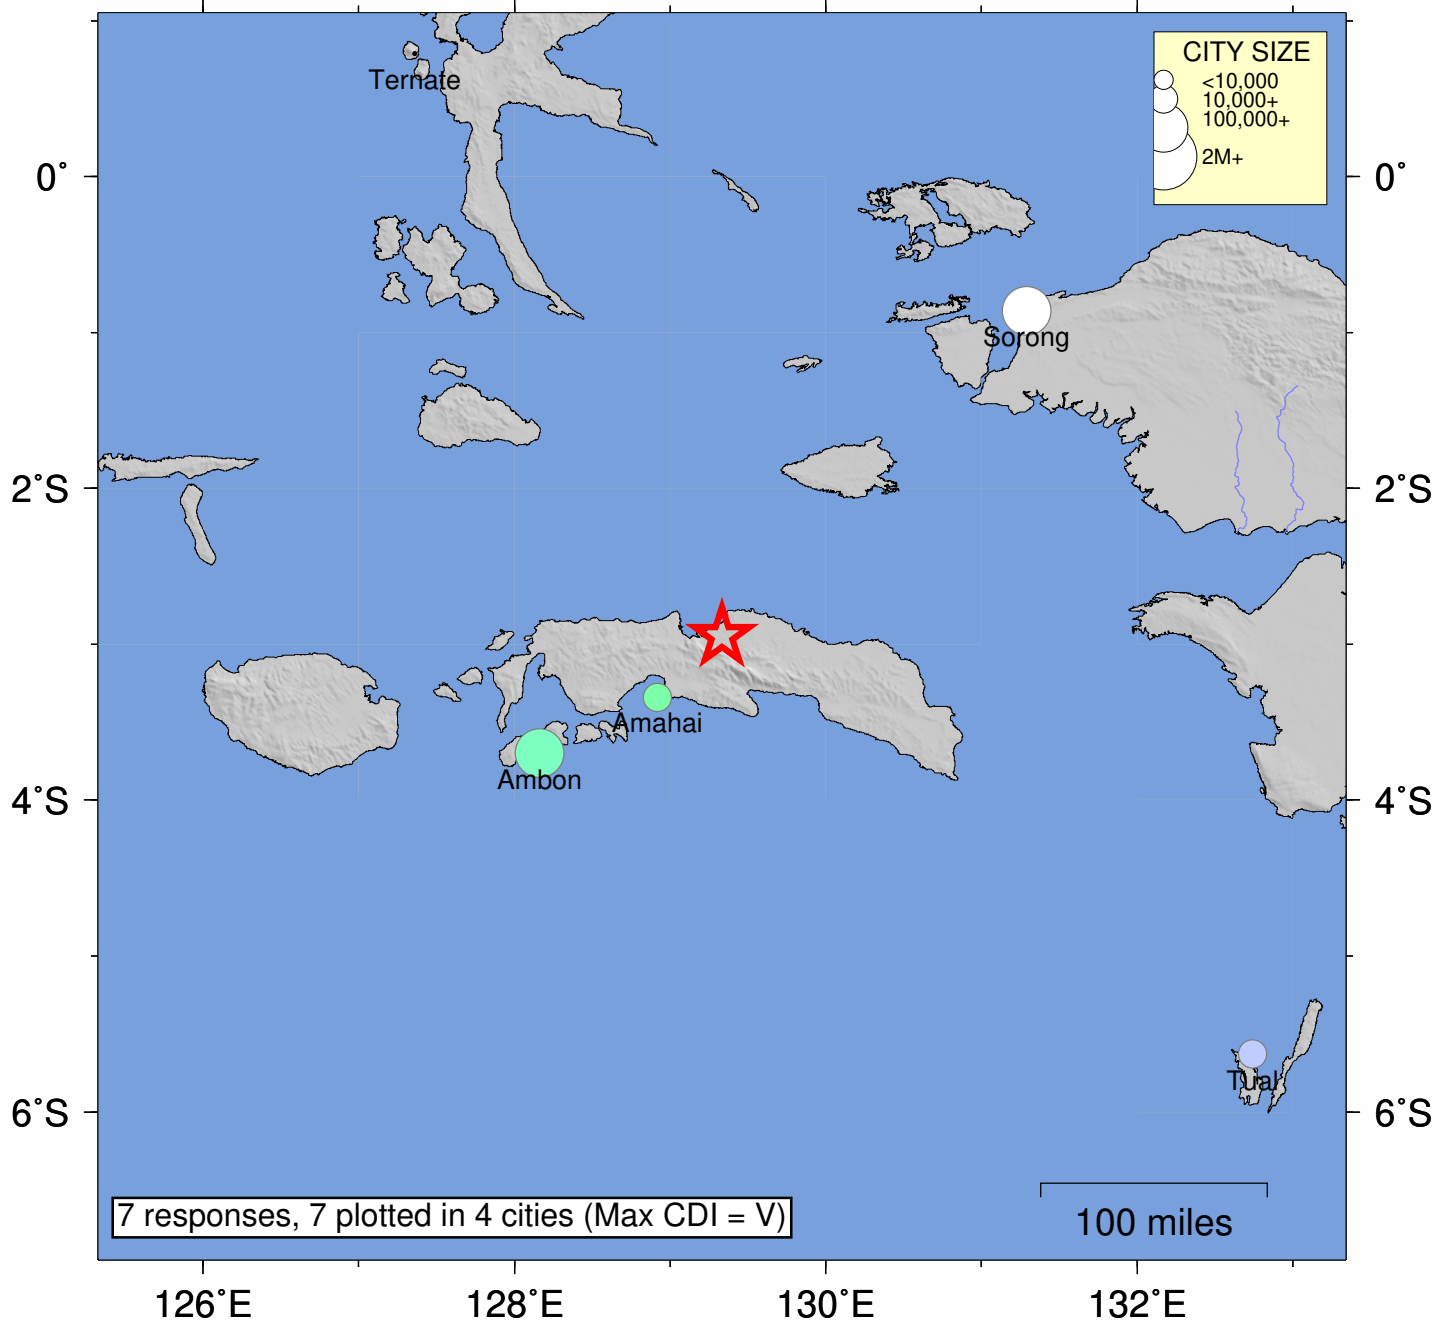 CITY SIZE
<10,000
10,000+
100,000+
2M+
Ternate
0˚
0˚
Sorong
2˚S
2˚S
Amahai
Ambon
4˚S
4˚S
Tual
6˚S
6˚S
7 responses, 7 plotted in 4 cities (Max CDI = V)
100 miles
126˚E
128˚E
130˚E
132˚E